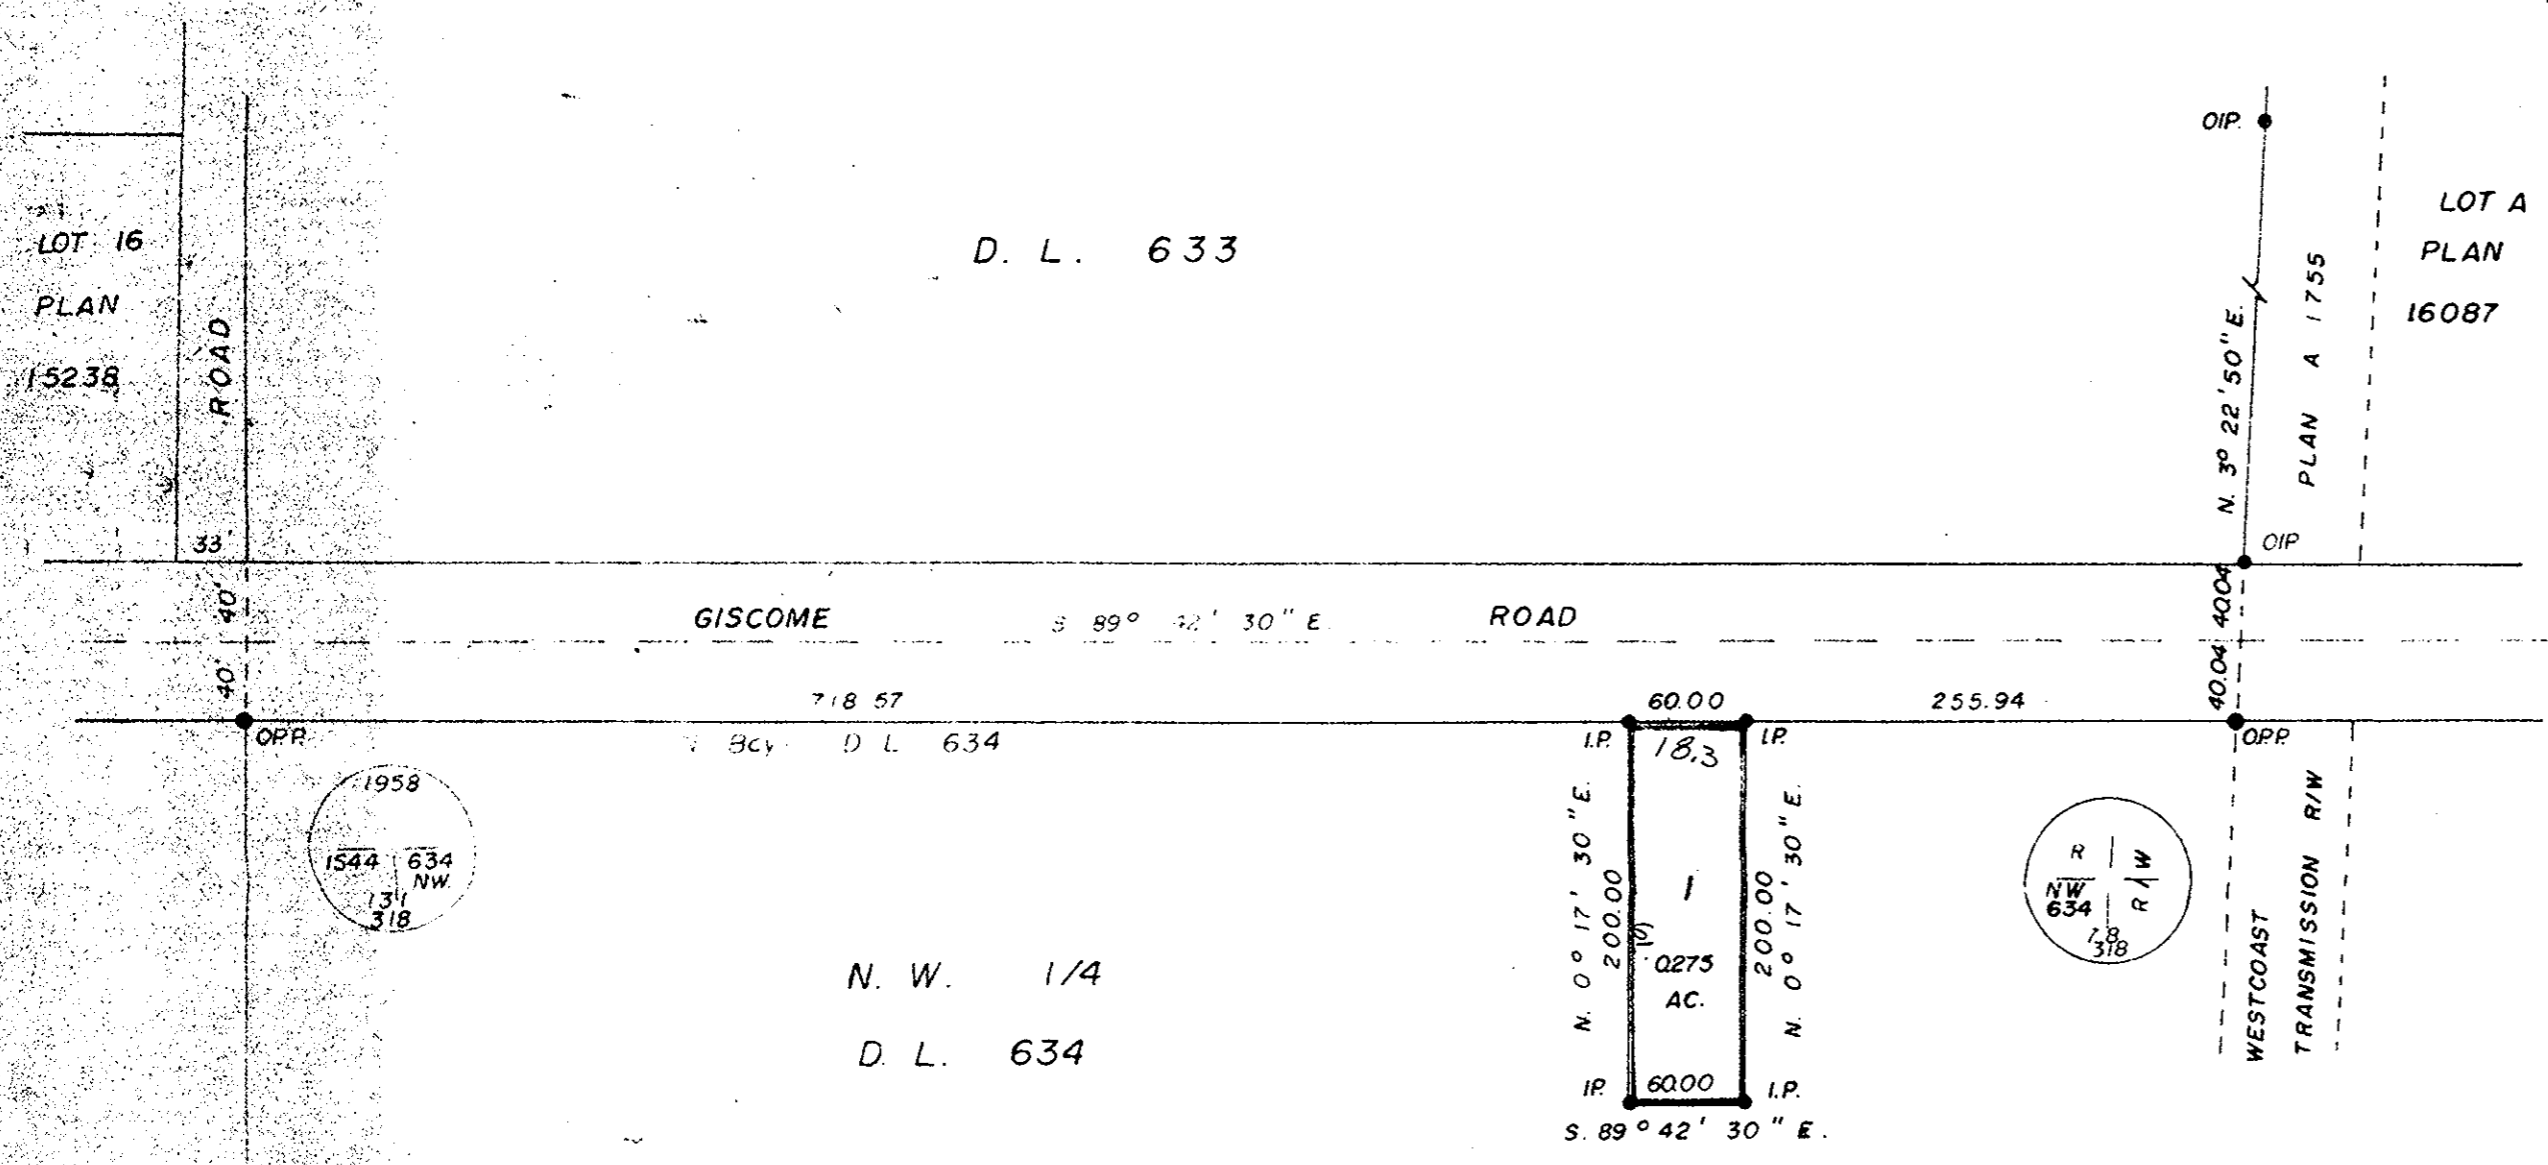 OIP.
LOT A
PLAN
16087
LOT 16
PLAN
15238
ROAD
D. L. 633
N. 3° 22' 50" E.
PLAN A 1755
33'
OIP
40'
40'
GISCOME S 89° 42' 30" E. ROAD
40.04
40.04
718 57
60.00
255.94
O.P.P.
Bcy. D L 634
I.P.
18.3
I.P.
O.P.P.
1958
1544 634
NW.
131
318
N. 0° 17' 30" E.
200.00
1
0.275
AC.
200.00
N. 0° 17' 30" E.
R R/W
NW
634
318
WESTCOAST
TRANSMISSION R/W
N. W. 1/4
D. L. 634
I.P. 60.00 I.P.
S. 89° 42' 30" E.